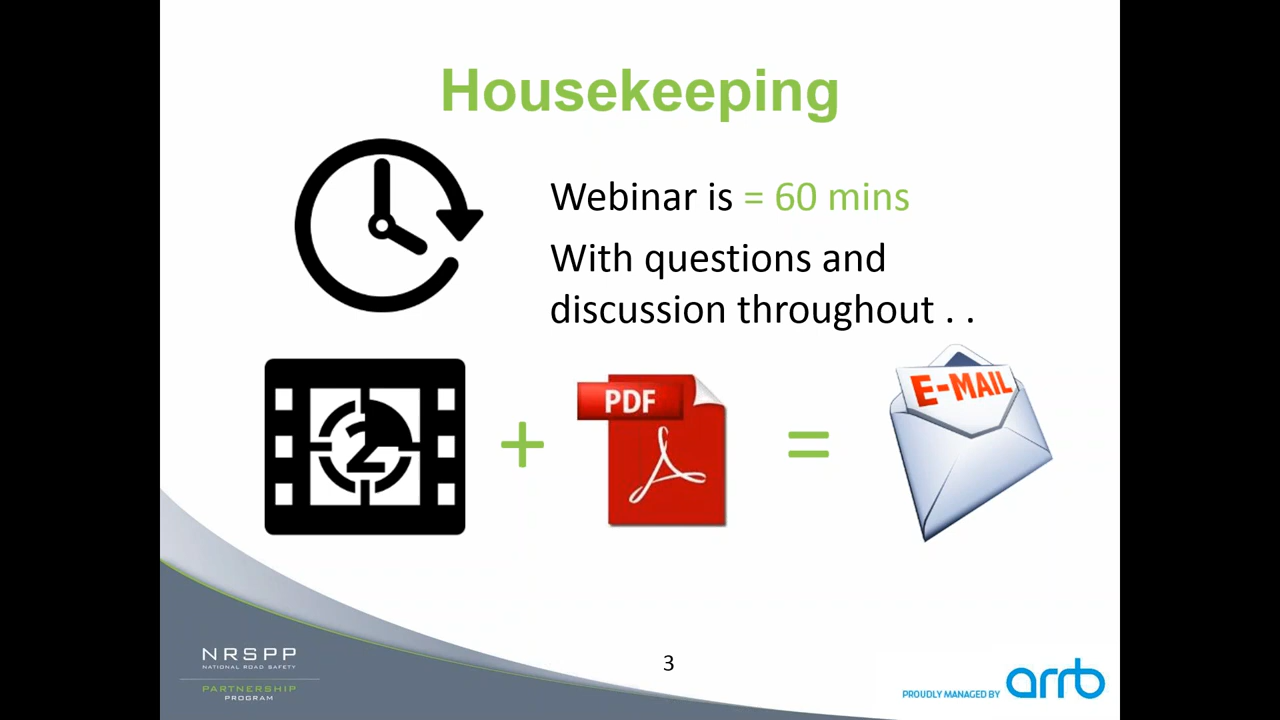 Housekeeping
Webinar is = 60 mins
With questions and
discussion throughout . .
2
+
PDF
=
E-MAIL
NRSPP
NATIONAL ROAD SAFETY
PARTNERSHIP
PROGRAM
3
PROUDLY MANAGED BY arrb